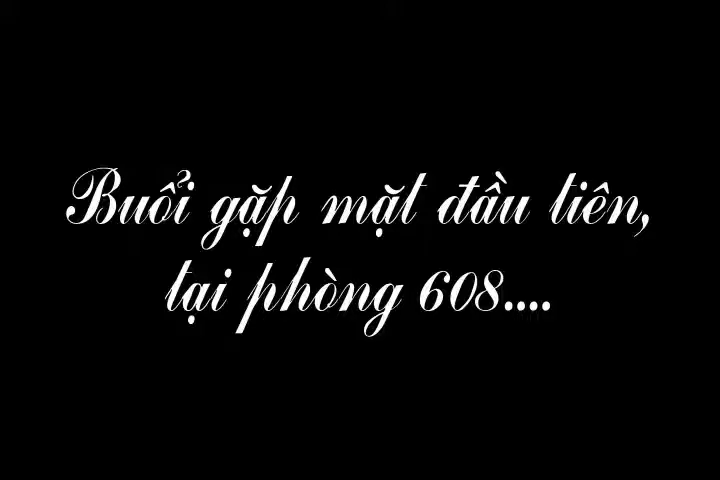 Buổi gặp mặt đầu tiên,
tại phòng 608....